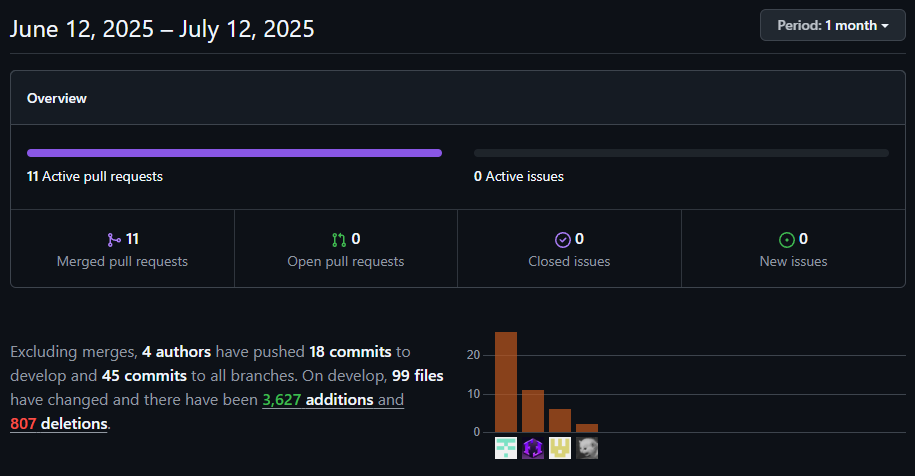 June 12, 2025 – July 12, 2025
Period: 1 month
Overview
11 Active pull requests
0 Active issues
11
Merged pull requests
0
Open pull requests
0
Closed issues
0
New issues
Excluding merges, 4 authors have pushed 18 commits to
develop and 45 commits to all branches. On develop, 99 files
have changed and there have been 3,627 additions and
807 deletions.
20
10
0